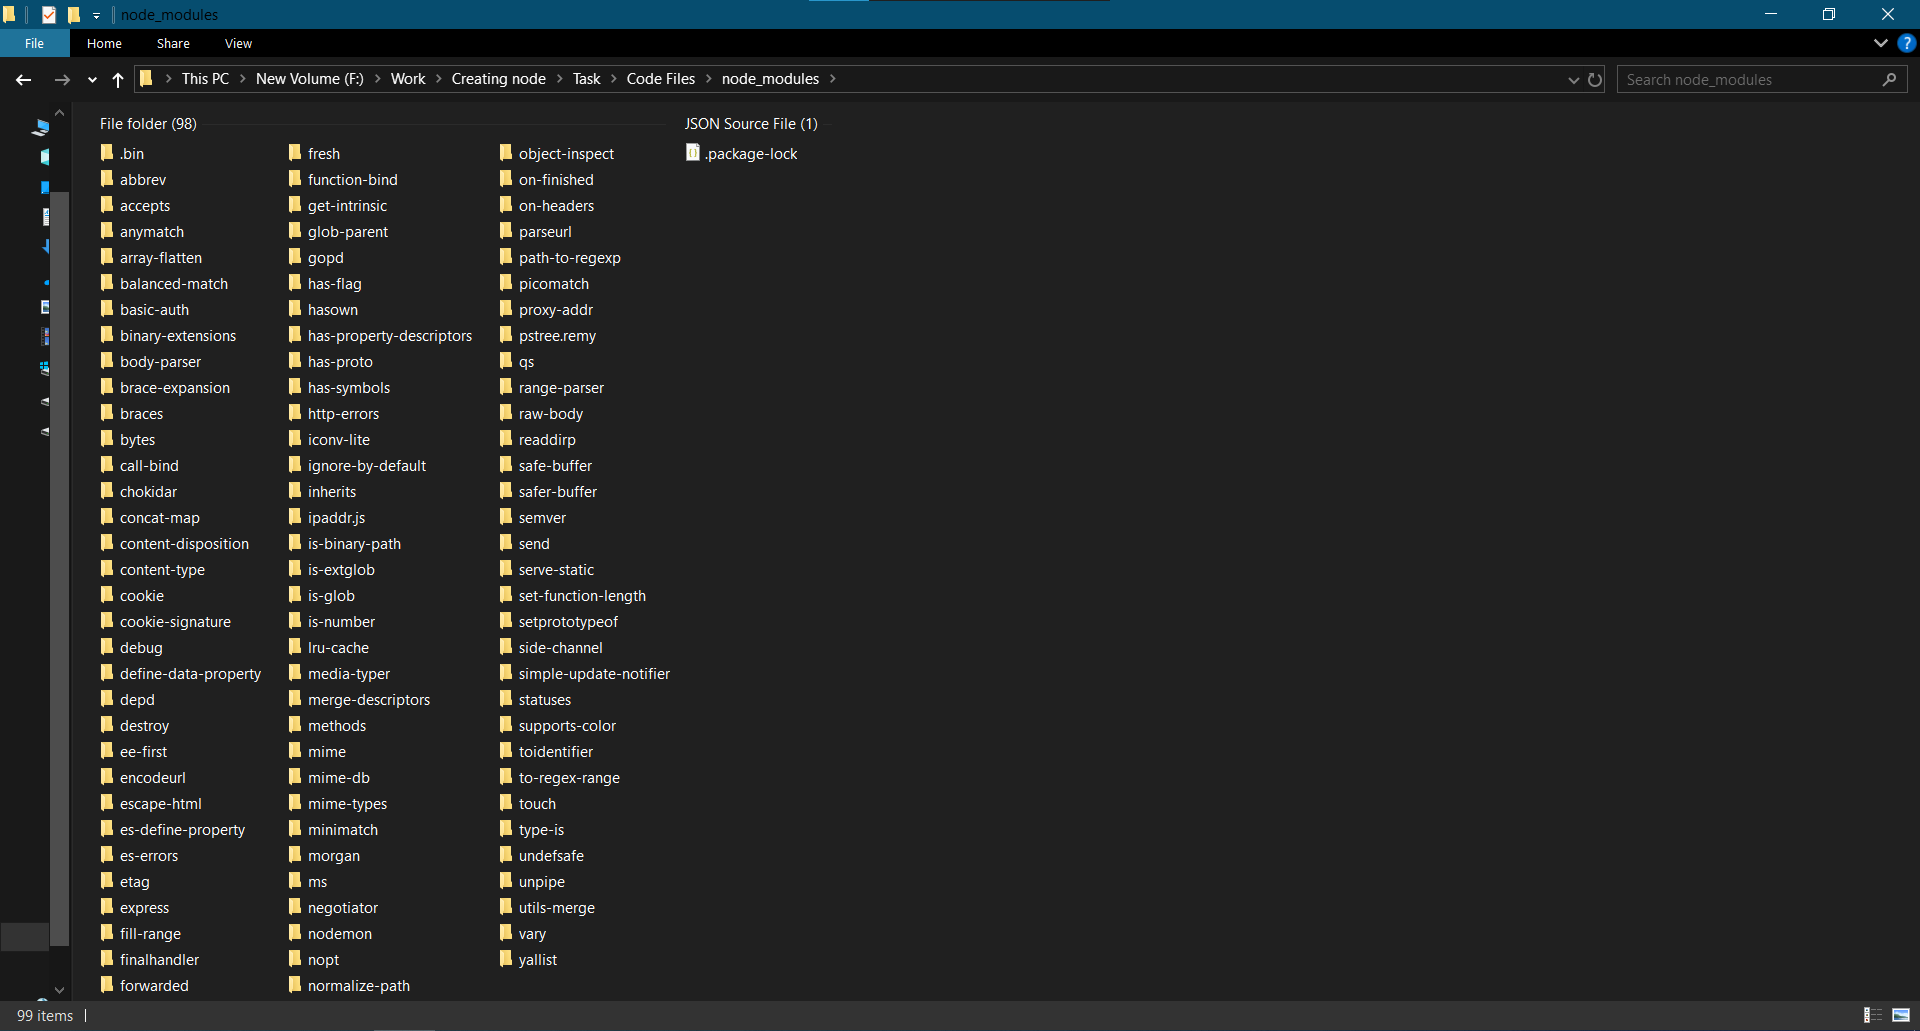 node_modules
File Home Share View
This PC New Volume (F:) Work Creating node Task Code Files node_modules
Search node_modules
File folder (98)
.bin
abbrev
accepts
anymatch
array-flatten
balanced-match
basic-auth
binary-extensions
body-parser
brace-expansion
braces
bytes
call-bind
chokidar
concat-map
content-disposition
content-type
cookie
cookie-signature
debug
define-data-property
depd
destroy
ee-first
encodeurl
escape-html
es-define-property
es-errors
etag
express
fill-range
finalhandler
forwarded
fresh
function-bind
get-intrinsic
glob-parent
gopd
has-flag
hasown
has-property-descriptors
has-proto
has-symbols
http-errors
iconv-lite
ignore-by-default
inherits
ipaddr.js
is-binary-path
is-extglob
is-glob
is-number
lru-cache
media-typer
merge-descriptors
methods
mime
mime-db
mime-types
minimatch
morgan
ms
negotiator
nodemon
nopt
normalize-path
object-inspect
on-finished
on-headers
parseurl
path-to-regexp
picomatch
proxy-addr
pstree.remy
qs
range-parser
raw-body
readdirp
safe-buffer
safer-buffer
semver
send
serve-static
set-function-length
setprototypeof
side-channel
simple-update-notifier
statuses
supports-color
toidentifier
to-regex-range
touch
type-is
undefsafe
unpipe
utils-merge
vary
yallist
JSON Source File (1)
.package-lock
99 items